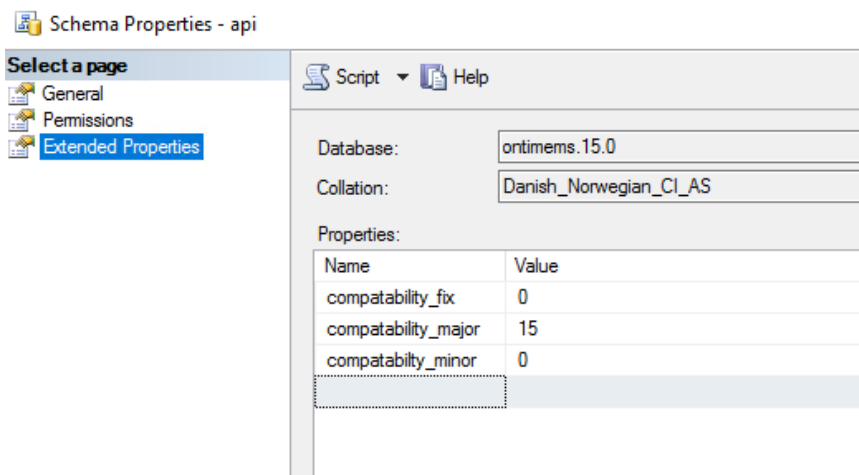 Schema Properties - api
Select a page
General
Permissions
Extended Properties
Script Help
Database: ontimems.15.0
Collation: Danish_Norwegian_CI_AS
Properties:
Name Value
compatability_fix 0
compatability_major 15
compatabilty_minor 0